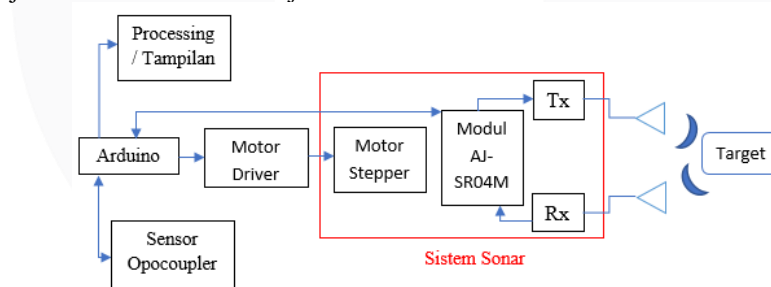 Processing
/ Tampilan
Tx
Modul
AJ-
SR04M
Target
Arduino
Motor
Driver
Motor
Stepper
Rx
Sensor
Opocoupler
Sistem Sonar